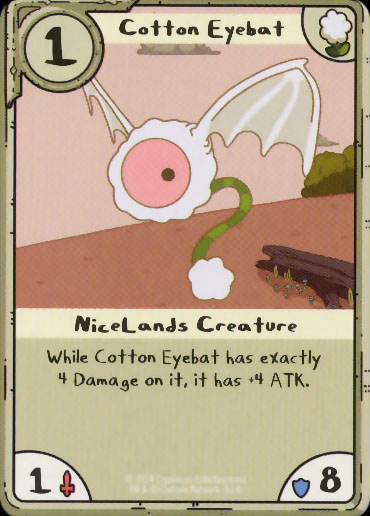 1
Cotton Eyebat
NiceLands Creature
While Cotton Eyebat has exactly
4 Damage on it, it has +4 ATK.
1
8